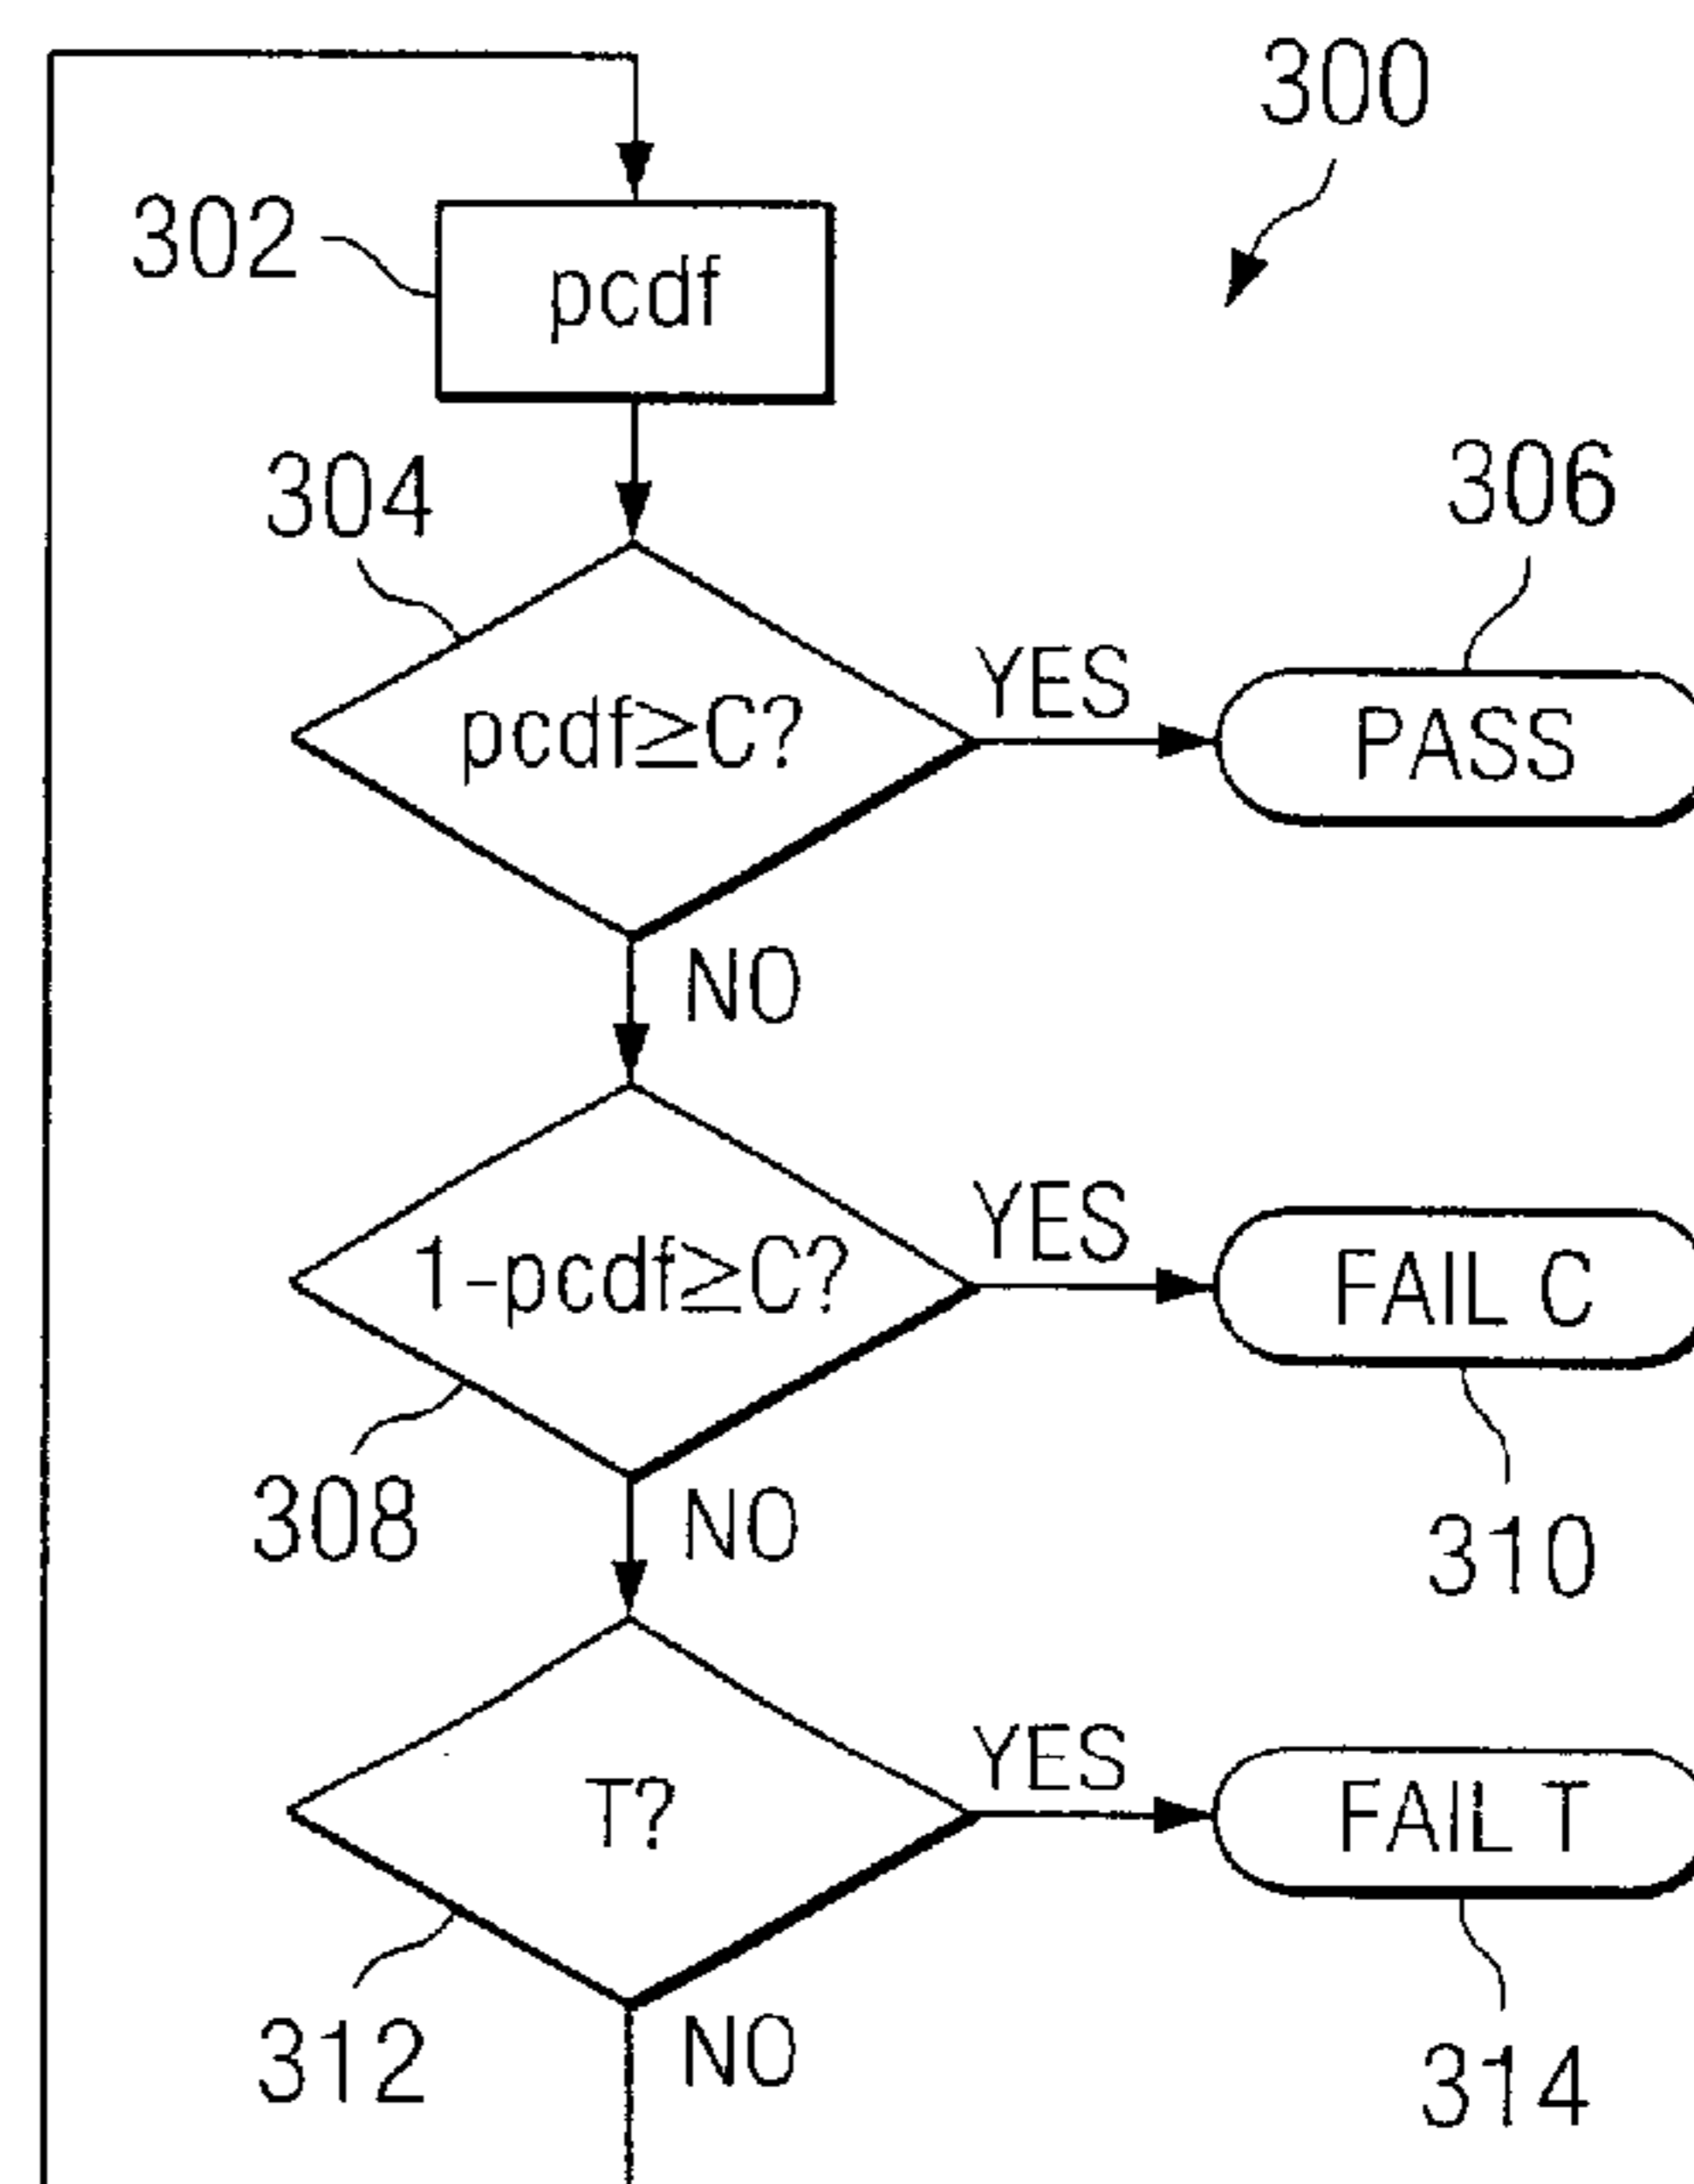 300
302
pcdf
304
306
pcdf≥C?
YES
PASS
NO
1-pcdf≥C?
YES
FAIL C
308
NO
310
T?
YES
FAIL T
312
NO
314